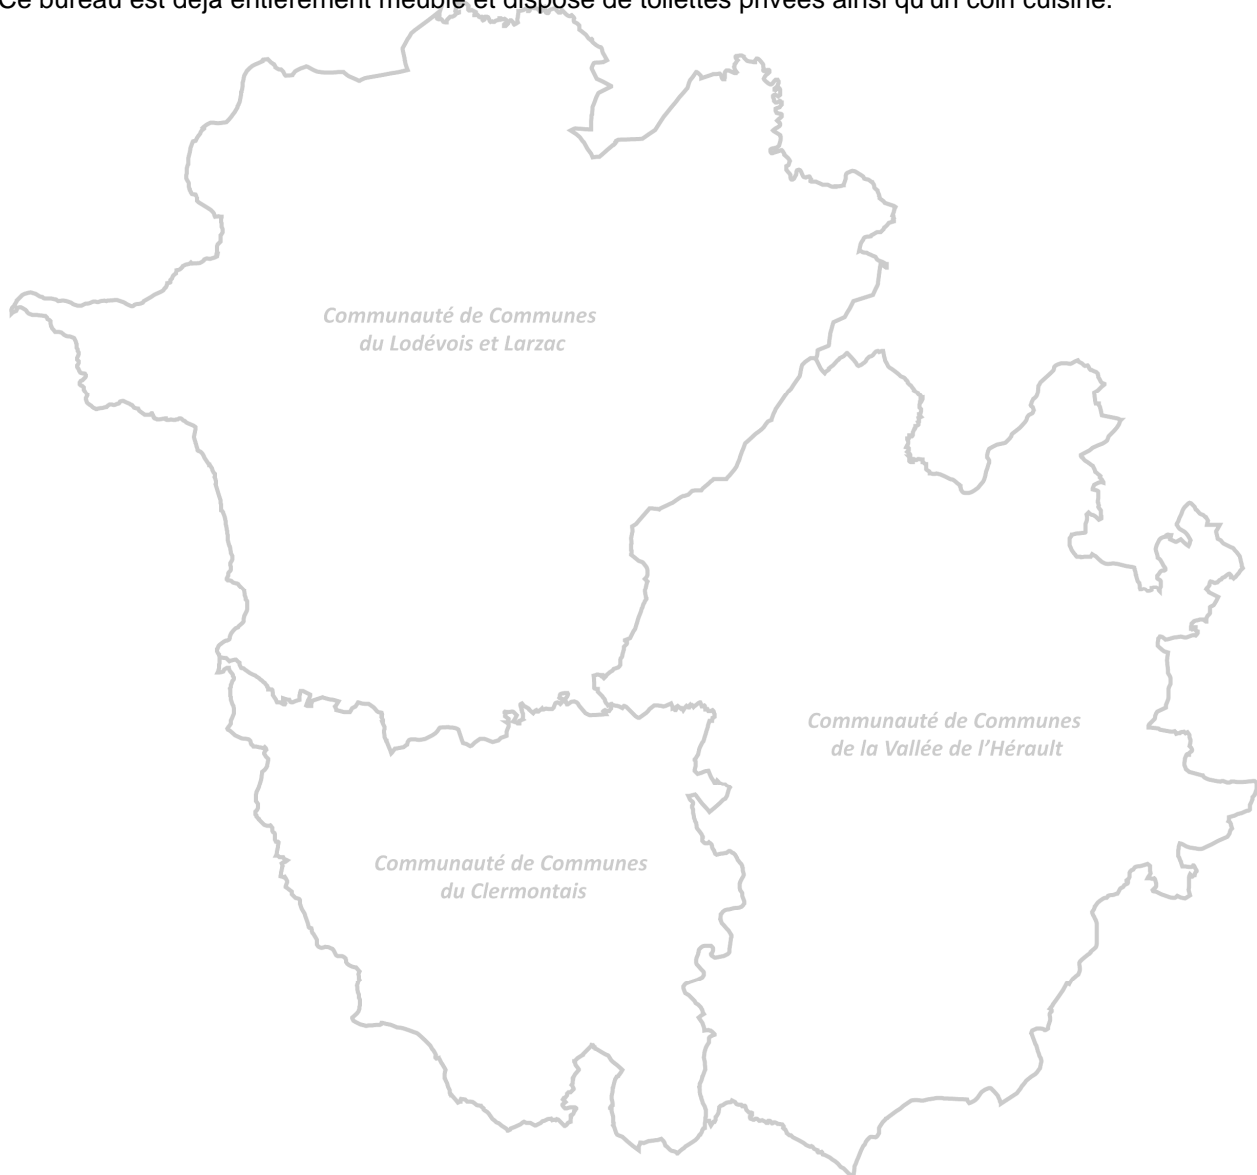 Ce bureau est déjà entièrement meublé et dispose de toilettes privées ainsi qu'un coin cuisine.
Communauté de Communes
du Lodévois et Larzac
Communauté de Communes
de la Vallée de l'Hérault
Communauté de Communes
du Clermontais